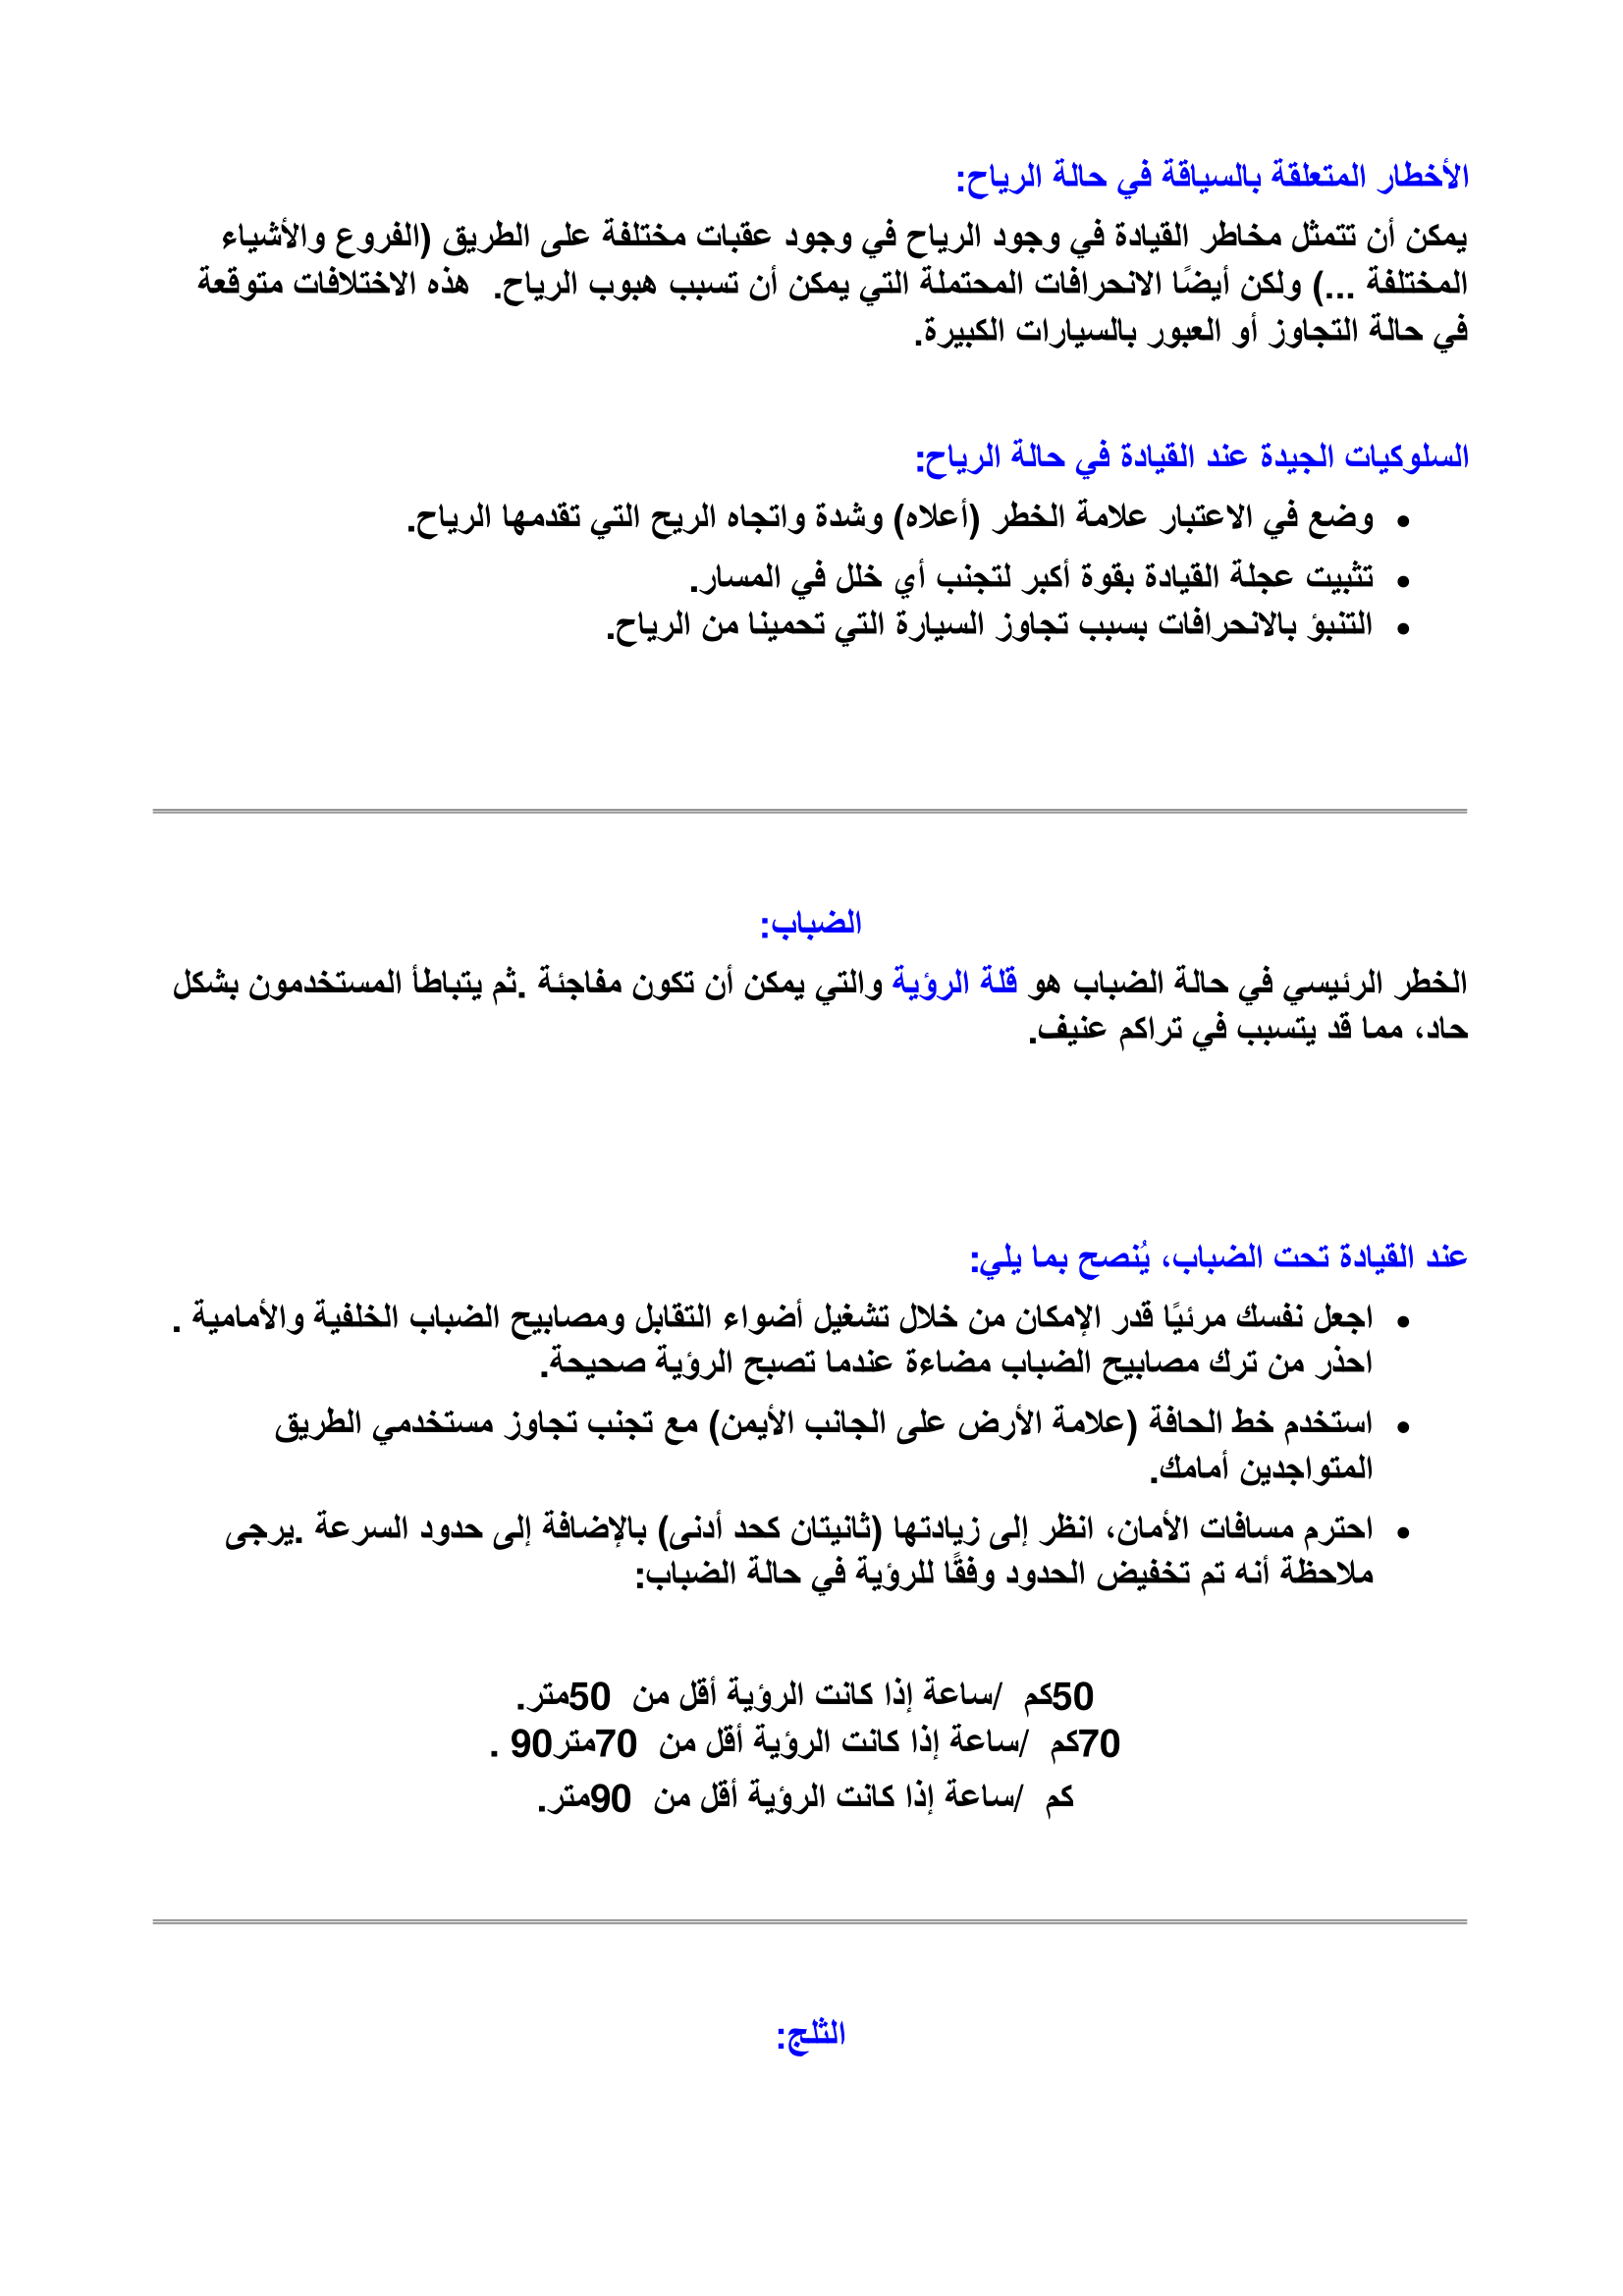 الأخطار المتعلقة بالسياقة في حالة الرياح:
يمكن أن تتمثل مخاطر القيادة في وجود الرياح في وجود عقبات مختلفة على الطريق (الفروع والأشياء
المختلفة ...) ولكن أيضًا الانحرافات المحتملة التي يمكن أن تسبب هبوب الرياح. هذه الاختلافات متوقعة
في حالة التجاوز أو العبور بالسيارات الكبيرة.
السلوكيات الجيدة عند القيادة في حالة الرياح:
• وضع في الاعتبار علامة الخطر (أعلاه) وشدة واتجاه الريح التي تقدمها الرياح.
• تثبيت عجلة القيادة بقوة أكبر لتجنب أي خلل في المسار.
• التنبؤ بالانحرافات بسبب تجاوز السيارة التي تحمينا من الرياح.
الضباب:
الخطر الرئيسي في حالة الضباب هو قلة الرؤية والتي يمكن أن تكون مفاجئة .ثم يتباطأ المستخدمون بشكل
حاد، مما قد يتسبب في تراكم عنيف.
عند القيادة تحت الضباب، يُنصح بما يلي:
• اجعل نفسك مرئيًا قدر الإمكان من خلال تشغيل أضواء التقابل ومصابيح الضباب الخلفية والأمامية .
احذر من ترك مصابيح الضباب مضاءة عندما تصبح الرؤية صحيحة.
• استخدم خط الحافة (علامة الأرض على الجانب الأيمن) مع تجنب تجاوز مستخدمي الطريق
المتواجدين أمامك.
• احترم مسافات الأمان، انظر إلى زيادتها (ثانيتان كحد أدنى) بالإضافة إلى حدود السرعة .يرجى
ملاحظة أنه تم تخفيض الحدود وفقًا للرؤية في حالة الضباب:
50كم /ساعة إذا كانت الرؤية أقل من 50متر.
70كم /ساعة إذا كانت الرؤية أقل من 70متر90 .
كم /ساعة إذا كانت الرؤية أقل من 90متر.
الثلج: